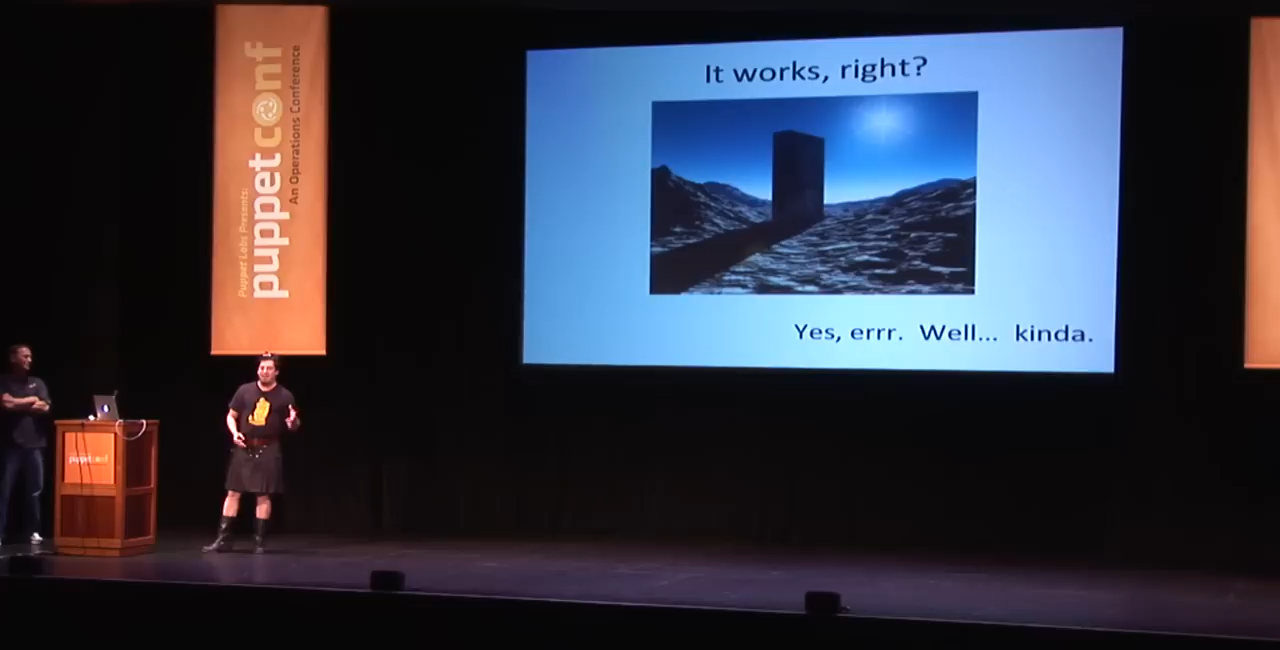 Puppet Labs Presents:
puppetconf
An Operations Conference
It works, right?
Yes, errr. Well... kinda.
puppetconf